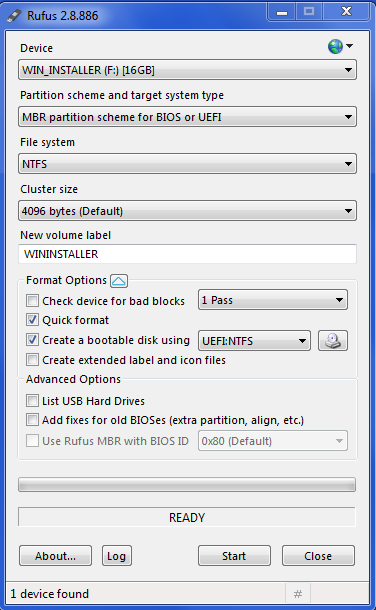 Rufus 2.8.886
Device
WIN_INSTALLER (F:) [16GB]
Partition scheme and target system type
MBR partition scheme for BIOS or UEFI
File system
NTFS
Cluster size
4096 bytes (Default)
New volume label
WININSTALLER
Format Options
Check device for bad blocks 1 Pass
Quick format
Create a bootable disk using UEFI:NTFS
Create extended label and icon files
Advanced Options
List USB Hard Drives
Add fixes for old BIOSes (extra partition, align, etc.)
Use Rufus MBR with BIOS ID 0x80 (Default)
READY
About... Log Start Close
1 device found #